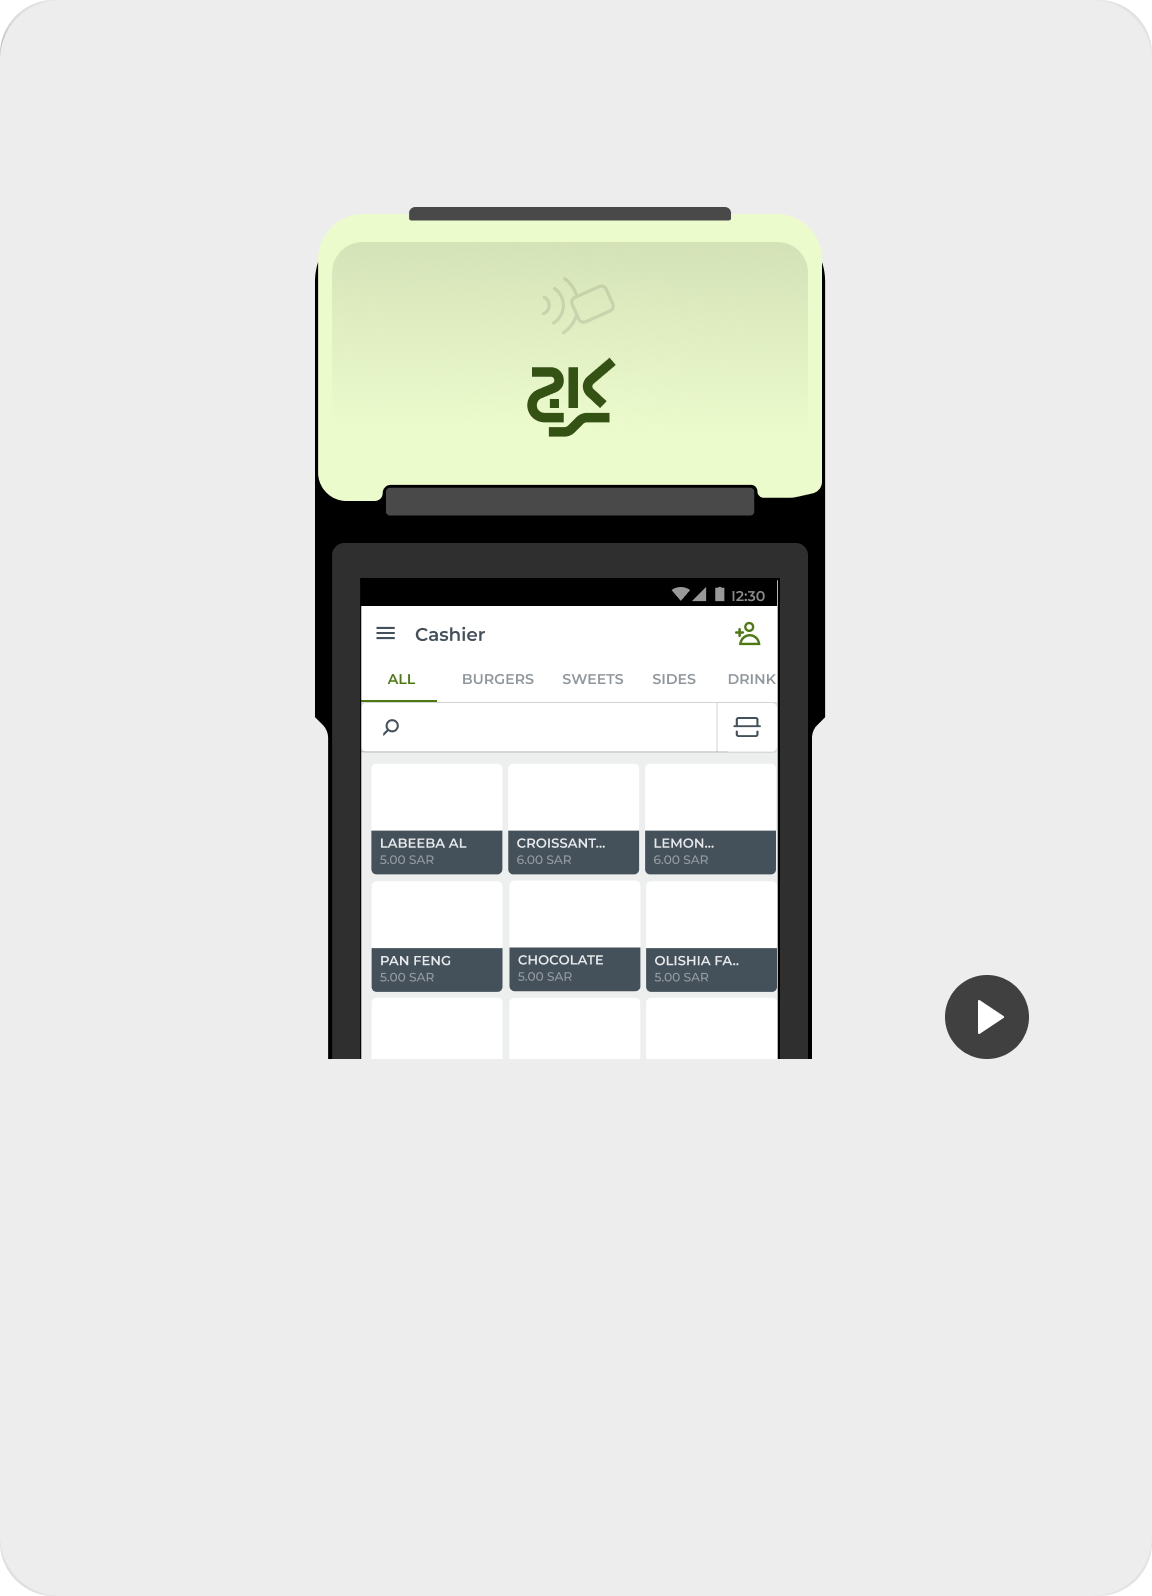 كراج
12:30
Cashier
ALL BURGERS SWEETS SIDES DRINK
LABEEBA AL CROISSANT... LEMON...
5.00 SAR 6.00 SAR 6.00 SAR
PAN FENG CHOCOLATE OLISHIA FA..
5.00 SAR 5.00 SAR 5.00 SAR